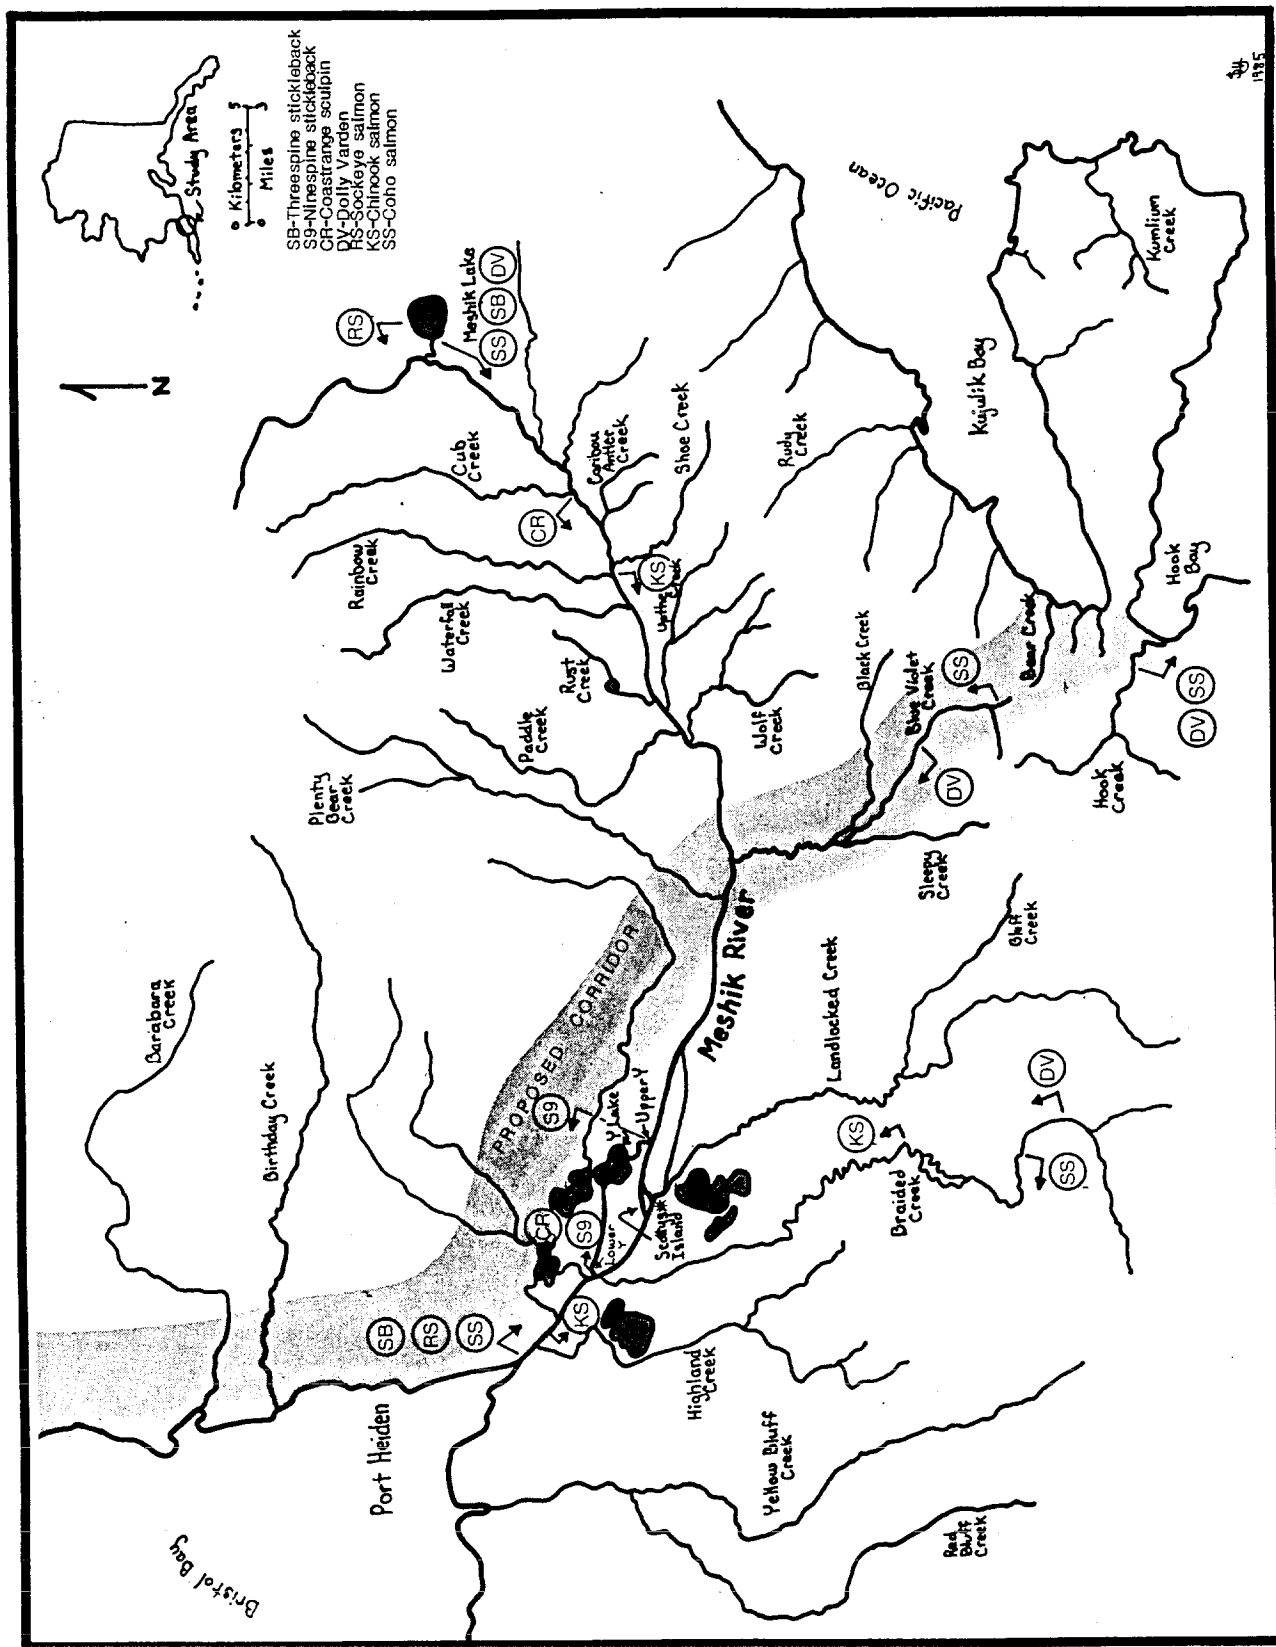 Study Area
0 Kilometers 5
0 Miles 3
SB-Threespine stickleback
S9-Ninespine stickleback
CR-Coastrange sculpin
DV-Dolly Varden
RS-Sockeye salmon
KS-Chinook salmon
SS-Coho salmon
N
1985
Bristol Bay
Port Heiden
Barabara
Creek
Birthday Creek
SB
RS
SS
KS
CR
S9
Lower
Y
PROPOSED CORRIDOR
S9
Y Lake
Upper Y
Island
Meshik River
Plenty
Bear
Creek
Paddle
Creek
Rust
Creek
Waterfall
Creek
Rainbow
Creek
Cub
Creek
CR
KS
RS
Meshik Lake
SS
SB
DV
Caribou
Antler
Creek
Shoe Creek
Wolf
Creek
Rudy
Creek
Black Creek
Blue Violet
Creek
SS
DV
Bear Creek
Sleepy
Creek
Bluff
Creek
Landlocked Creek
KS
Braided
Creek
DV
SS
Highland
Creek
Yellow Bluff
Creek
Red
Bluff
Creek
Hook
Creek
DV
SS
Hook
Bay
Kujulik Bay
Kumlium
Creek
Pacific Ocean